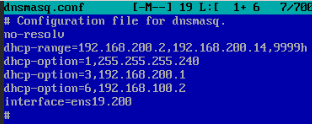 dnsmasq.conf [-M--] 19 L:[ 1+ 6 7/700
# Configuration file for dnsmasq.
no-resolv
dhcp-range=192.168.200.2,192.168.200.14,9999h
dhcp-option=1,255.255.255.240
dhcp-option=3,192.168.200.1
dhcp-option=6,192.168.100.2
interface=ens19.200
#